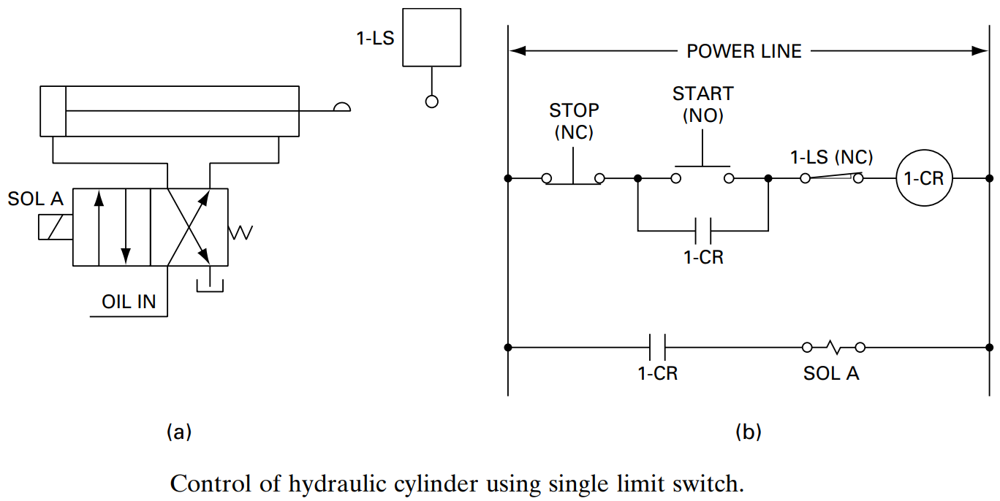 1-LS
SOL A
OIL IN
(a)
POWER LINE
STOP
(NC)
START
(NO)
1-LS (NC)
1-CR
1-CR
1-CR
SOL A
(b)
Control of hydraulic cylinder using single limit switch.